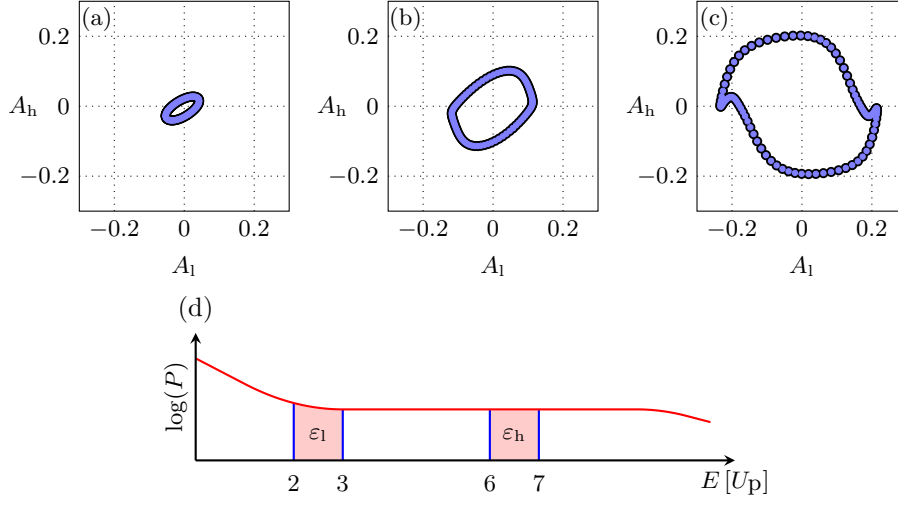 (a) (b) (c)
0.2 0.2 0.2
A_h 0 A_h 0 A_h 0
−0.2 −0.2 −0.2
−0.2 0 0.2 −0.2 0 0.2 −0.2 0 0.2
A_l A_l A_l
(d)
log(P)
ε_l ε_h
2 3 6 7 E [U_p]